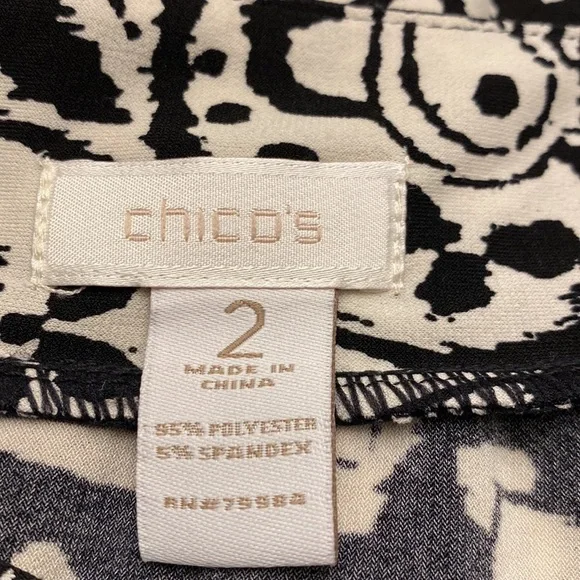 chico's
2
MADE IN
CHINA
95% POLYESTER
5% SPANDEX
RN#79984